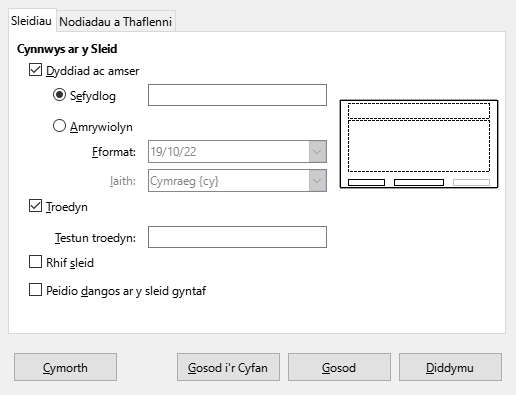 Sleidiau Nodiadau a Thaflenni
Cynnwys ar y Sleid
Dyddiad ac amser
Sefydlog
Amrywiolyn
Fformat: 19/10/22
Iaith: Cymraeg {cy}
Troedyn
Testun troedyn:
Rhif sleid
Peidio dangos ar y sleid gyntaf
Cymorth Gosod i'r Cyfan Gosod Diddymu